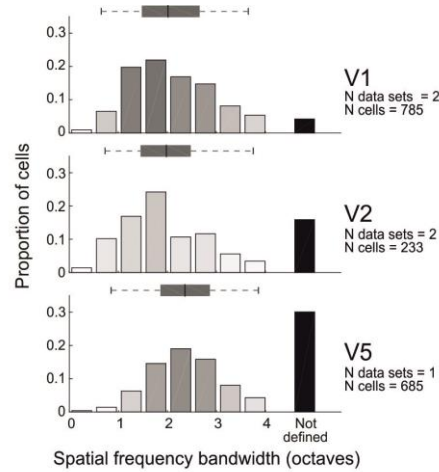 0.3
0.2
0.1
0
V1
N data sets = 2
N cells = 785
Proportion of cells
0.3
0.2
0.1
0
V2
N data sets = 2
N cells = 233
0.3
0.2
0.1
0
V5
N data sets = 1
N cells = 685
0 1 2 3 4 Not
defined
Spatial frequency bandwidth (octaves)